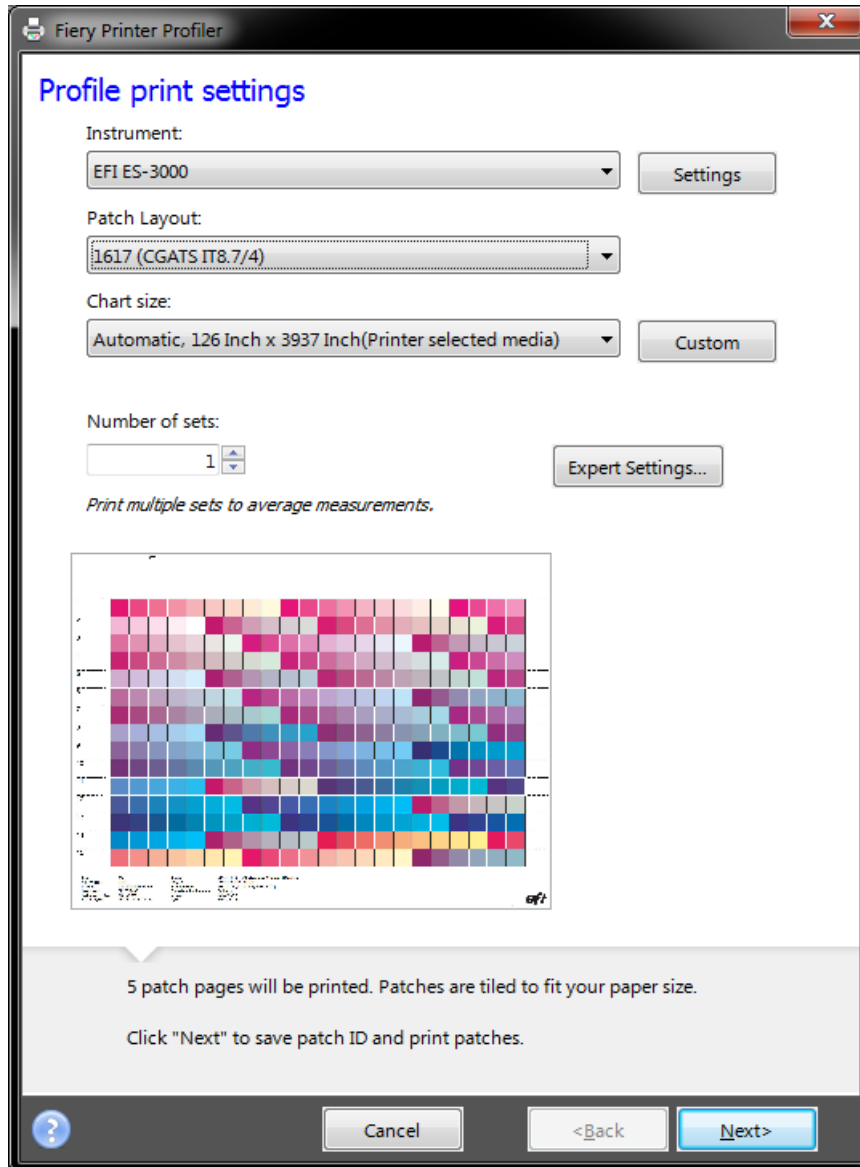 Fiery Printer Profiler
Profile print settings
Instrument:
EFI ES-3000
Settings
Patch Layout:
1617 (CGATS IT8.7/4)
Chart size:
Automatic, 126 Inch x 3937 Inch(Printer selected media)
Custom
Number of sets:
1
Expert Settings...
Print multiple sets to average measurements.
5 patch pages will be printed. Patches are tiled to fit your paper size.
Click "Next" to save patch ID and print patches.
?
Cancel
<Back
Next>